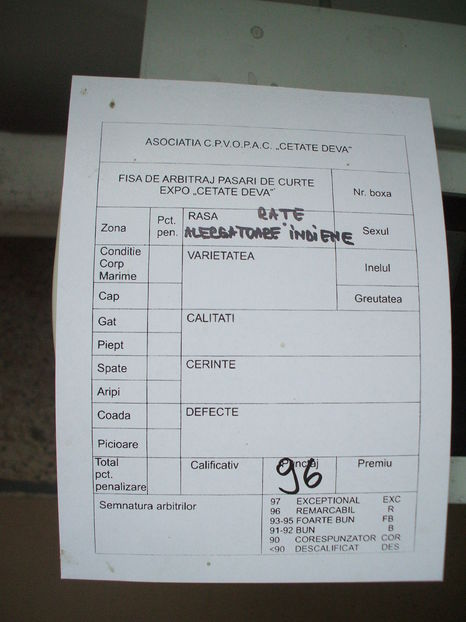 ASOCIATIA C.P.V.O.P.A.C. „CETATE DEVA"
FISA DE ARBITRAJ PASARI DE CURTE
EXPO „CETATE DEVA"
Nr. boxa
Zona
Pct.
pen.
RASA RATE
ALERGATOARE INDIENE
Sexul
Conditie
Corp
Marime
VARIETATEA
Inelul
Cap
Greutatea
Gat
CALITATI
Piept
Spate
CERINTE
Aripi
Coada
DEFECTE
Picioare
Total
pct.
penalizare
Calificativ
Punctaj
96
Premiu
Semnatura arbitrilor
97 EXCEPTIONAL EXC
96 REMARCABIL R
93-95 FOARTE BUN FB
91-92 BUN B
90 CORESPUNZATOR COR
<90 DESCALIFICAT DES